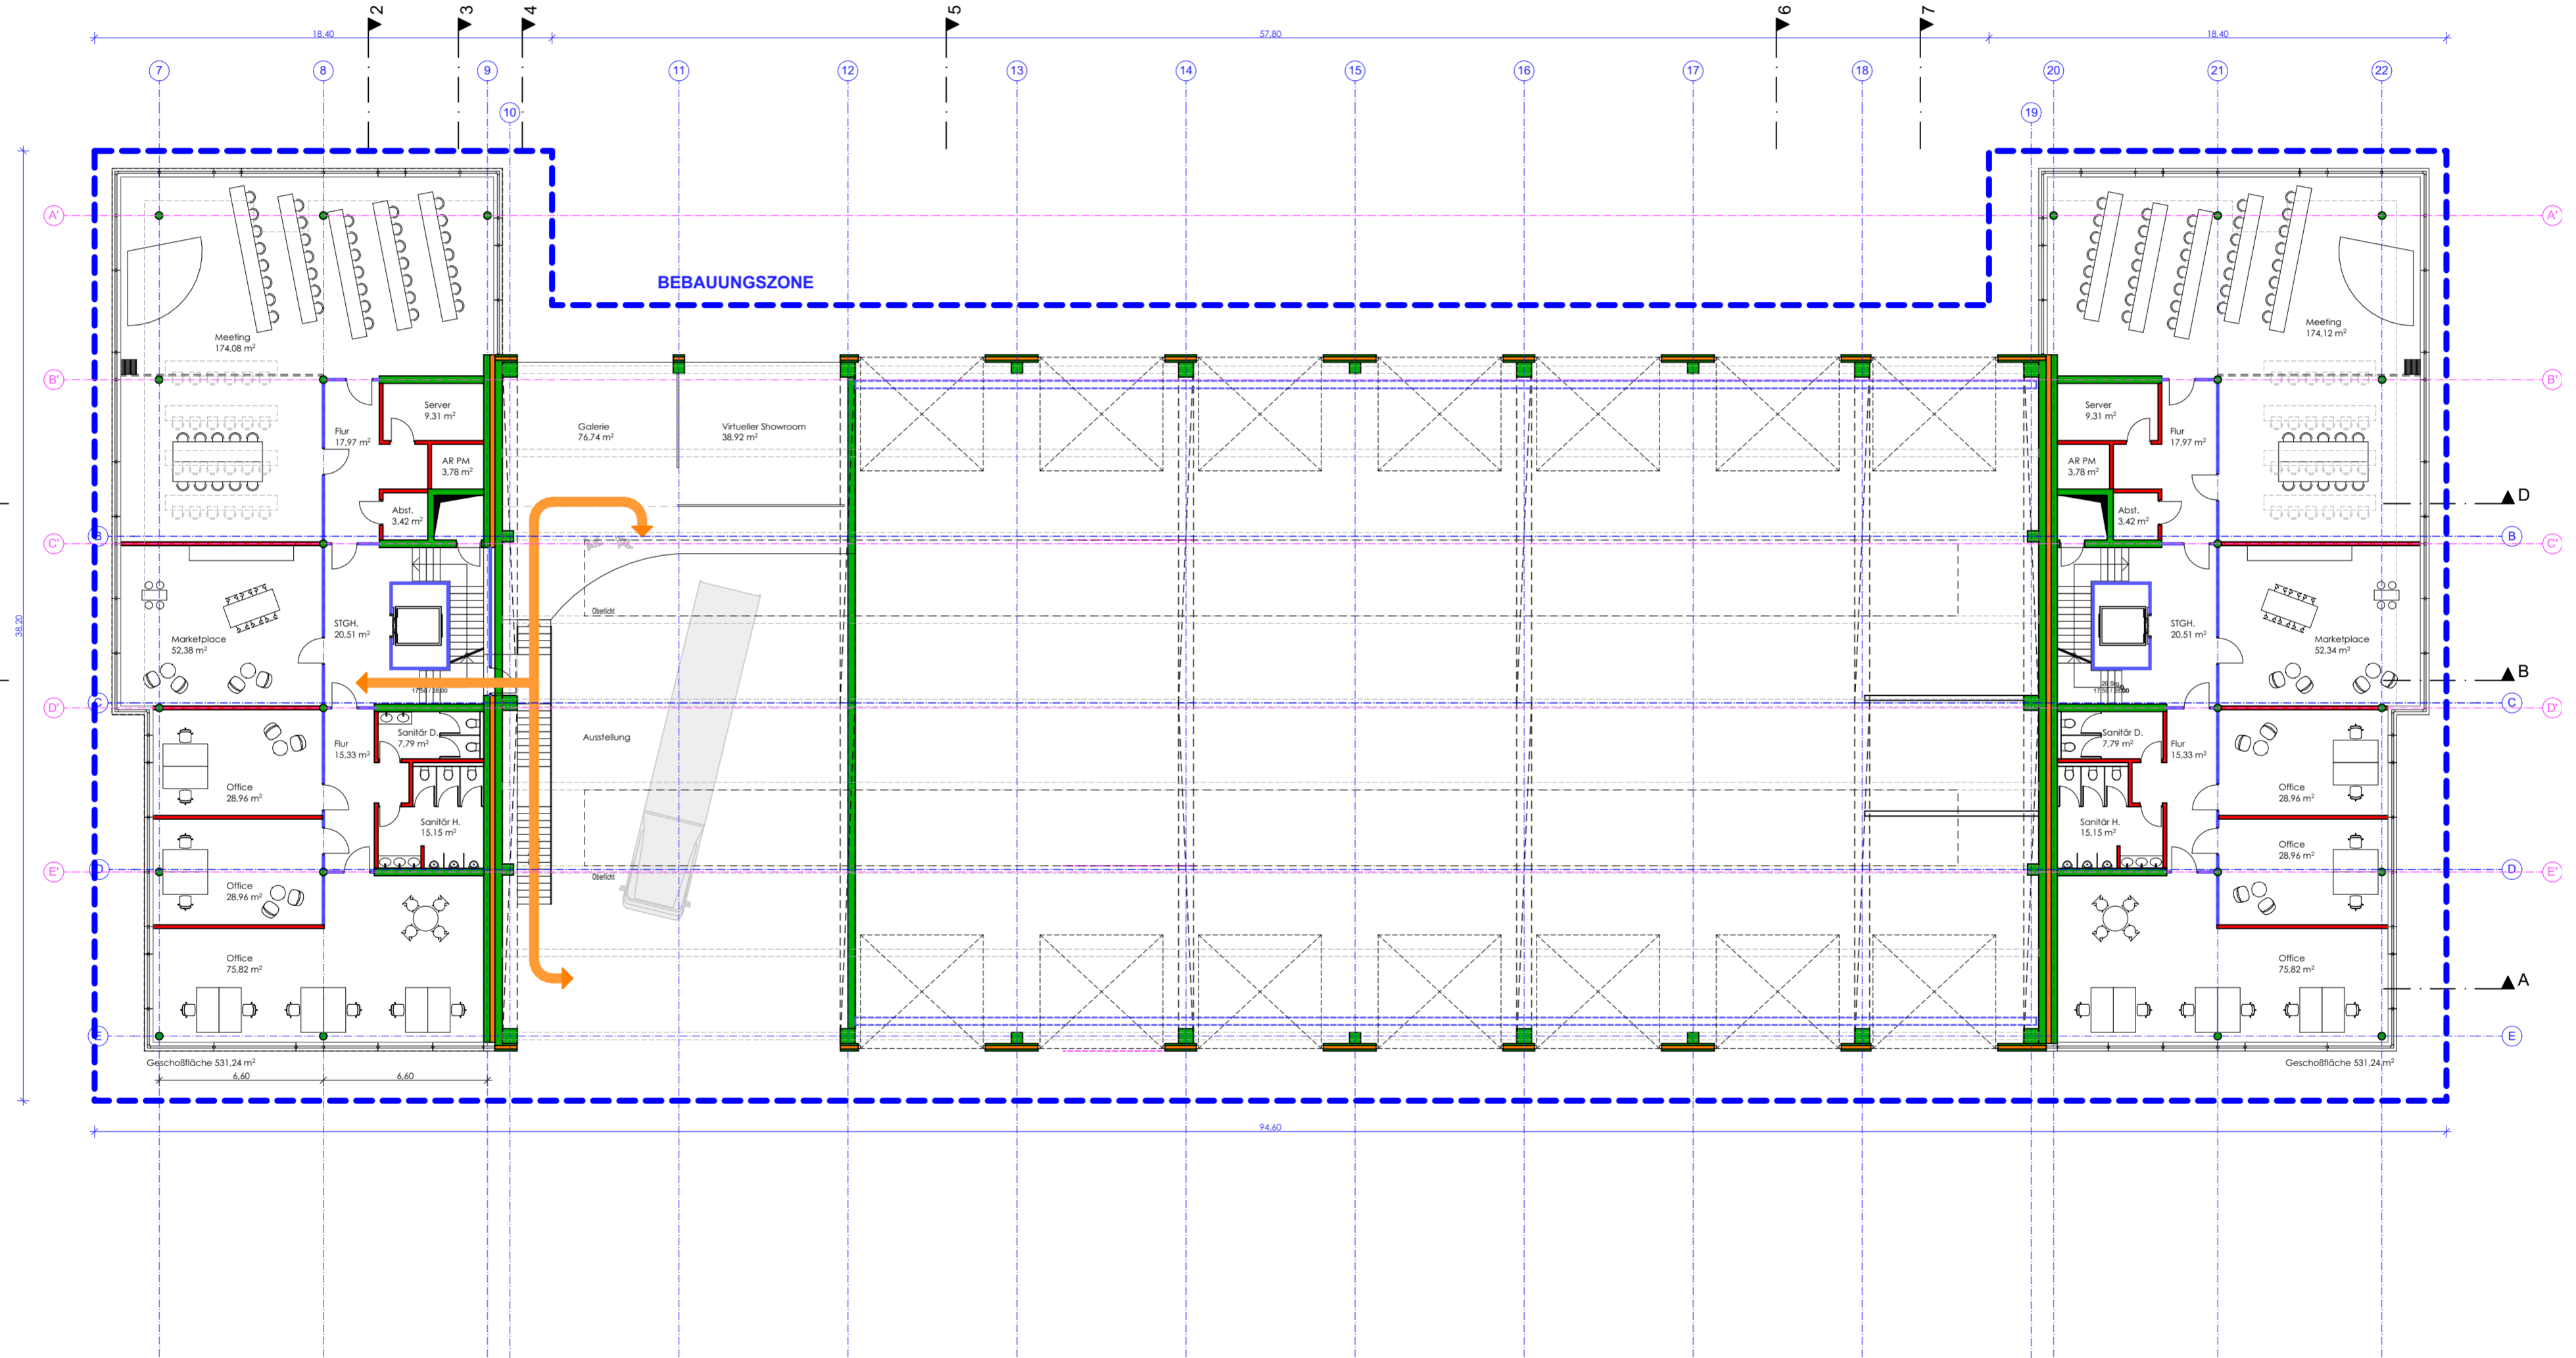 2
3
4
5
6
7
18,40
57,80
18,40
7
8
9
10
11
12
13
14
15
16
17
18
19
20
21
22
38,20
A'
A'
BEBAUUNGSZONE
Meeting
174,08 m²
Meeting
174,12 m²
B'
B'
Server
9,31 m²
Flur
17,97 m²
AR PM
3,78 m²
Abst.
3,42 m²
Galerie
76,74 m²
Virtueller Showroom
38,92 m²
Server
9,31 m²
Flur
17,97 m²
AR PM
3,78 m²
Abst.
3,42 m²
D
B
B
C'
C'
Oberlicht
STGH.
20,51 m²
Marketplace
52,38 m²
STGH.
20,51 m²
Marketplace
52,34 m²
B
C
C
D'
D'
Ausstellung
Sanitär D.
7,79 m²
Flur
15,33 m²
Office
28,96 m²
Sanitär H.
15,15 m²
Sanitär D.
7,79 m²
Flur
15,33 m²
Office
28,96 m²
Sanitär H.
15,15 m²
D
D
E'
E'
Oberlicht
Office
28,96 m²
Office
28,96 m²
Office
75,82 m²
Office
75,82 m²
A
E
E
Geschoßfläche 531,24 m²
Geschoßfläche 531,24 m²
6,60
6,60
94,60